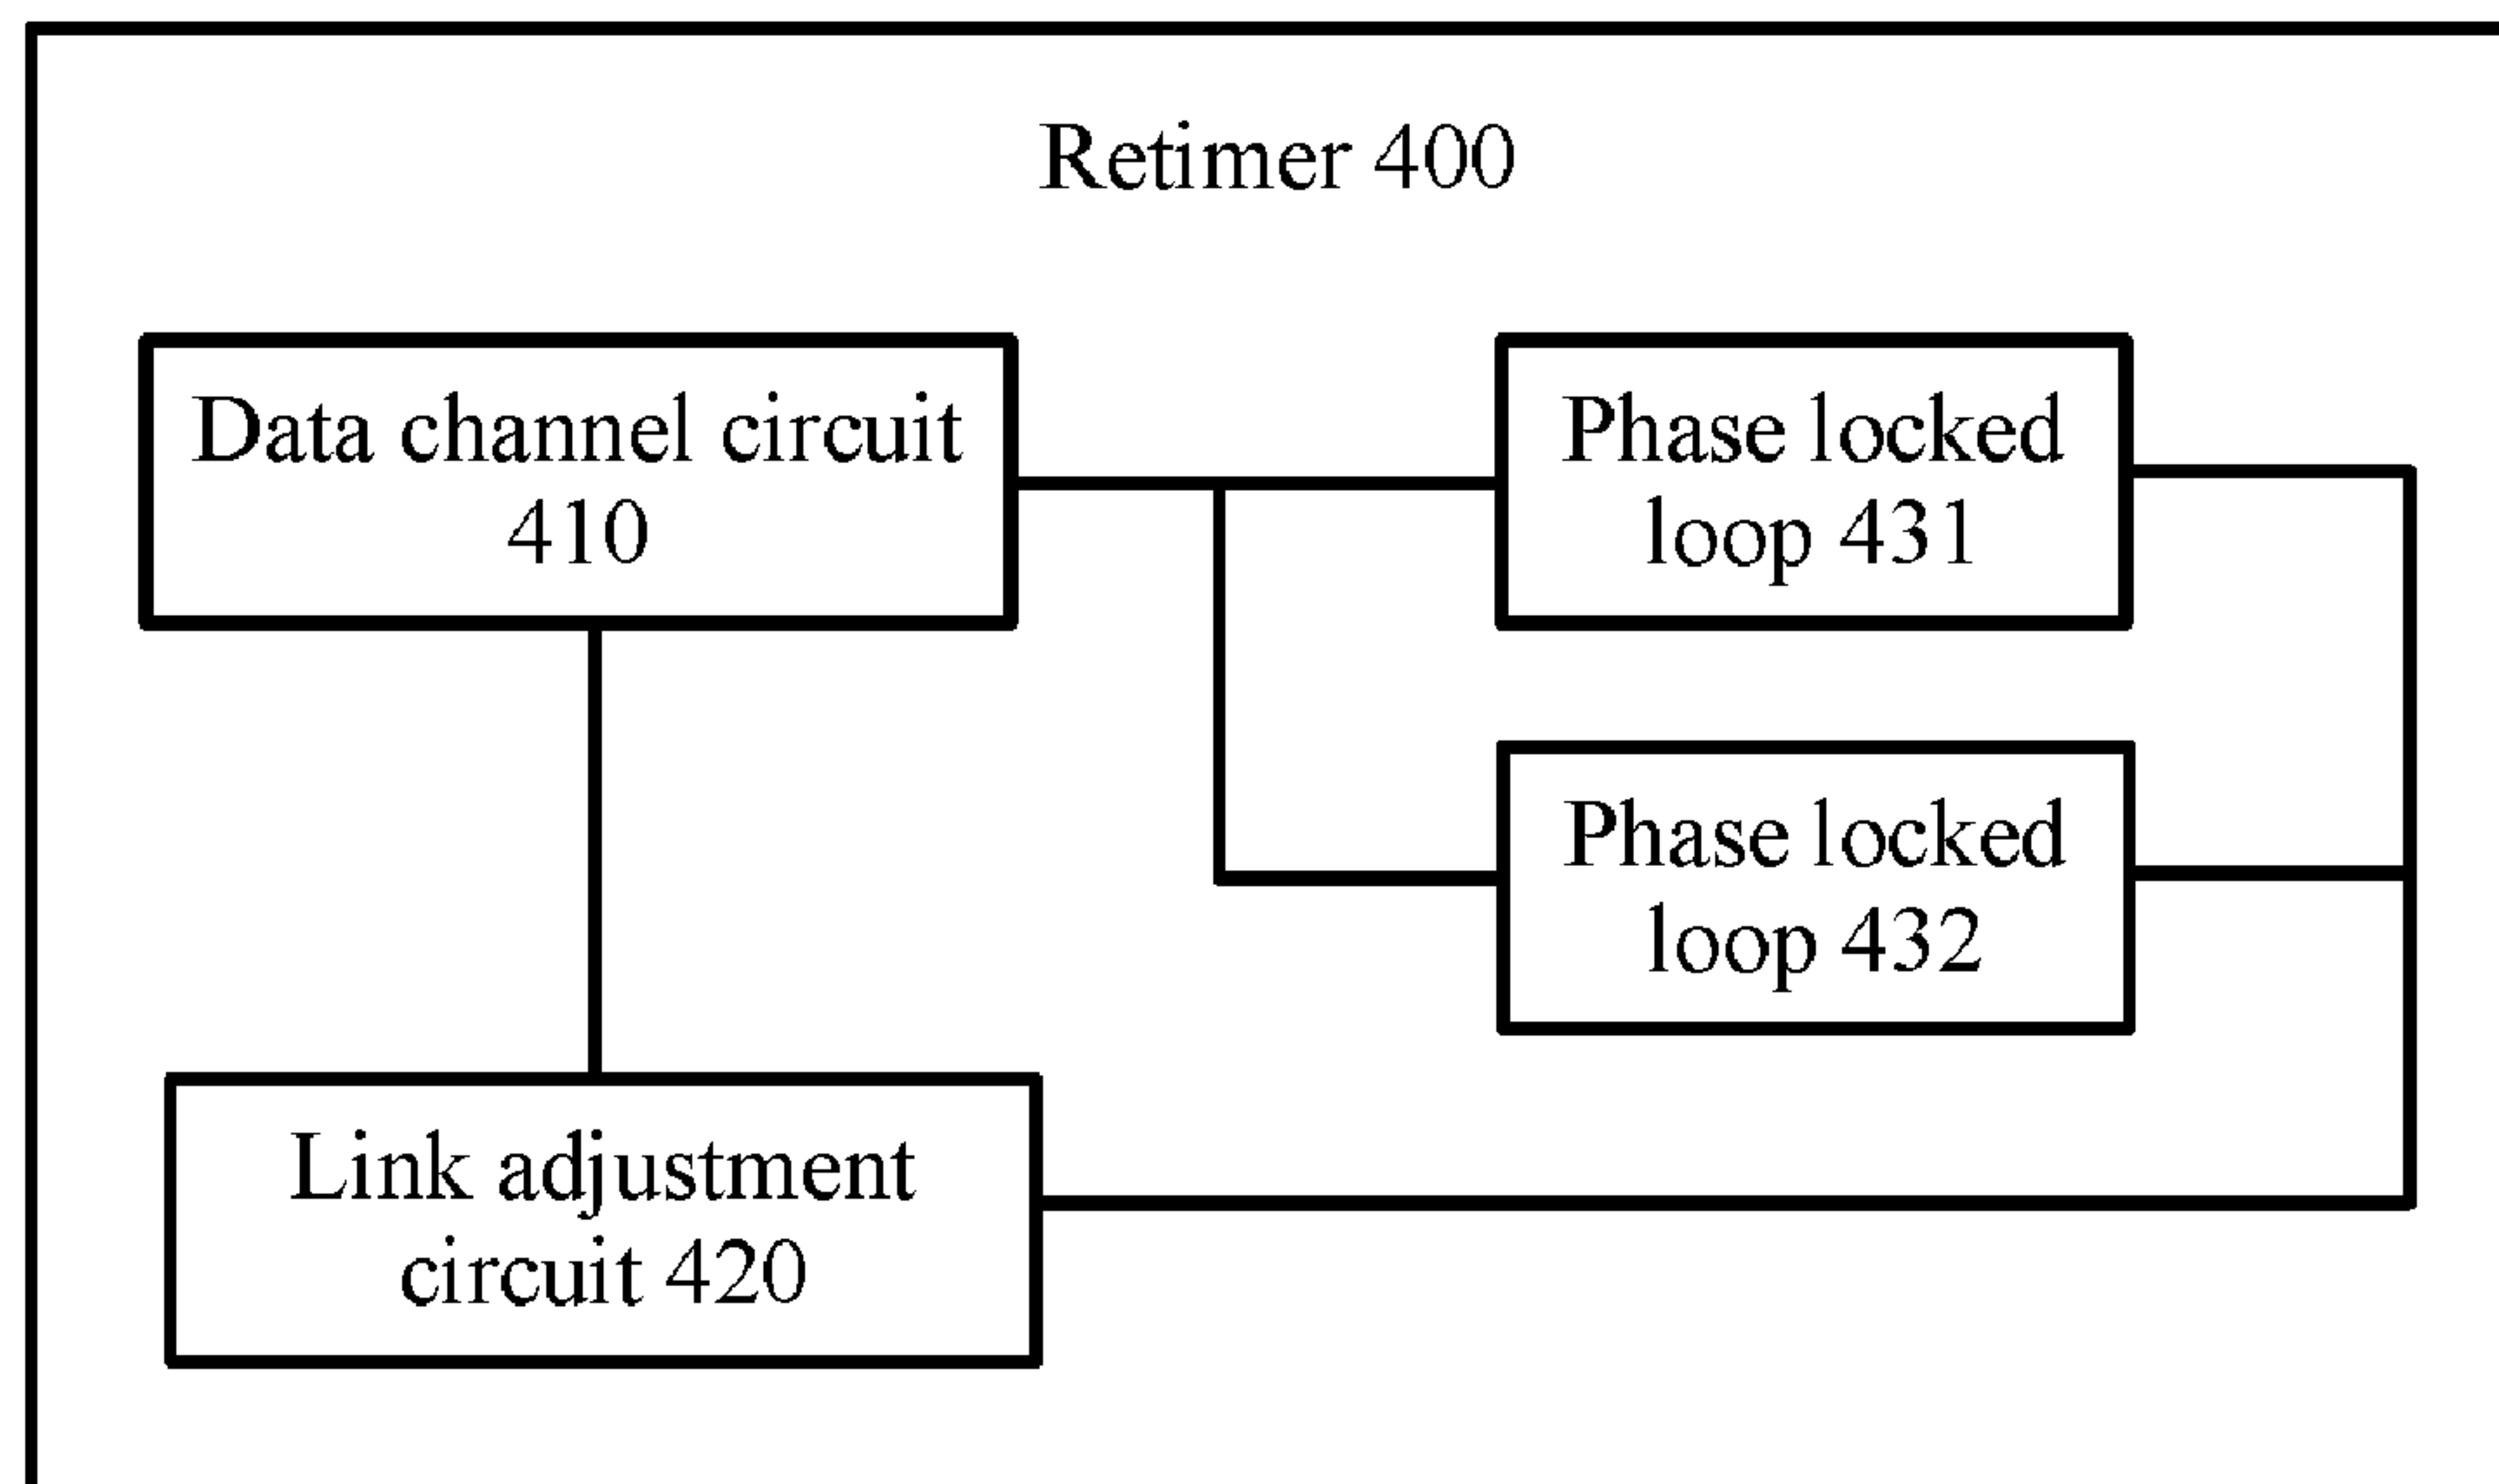 Retimer 400
Data channel circuit
410
Phase locked
loop 431
Phase locked
loop 432
Link adjustment
circuit 420